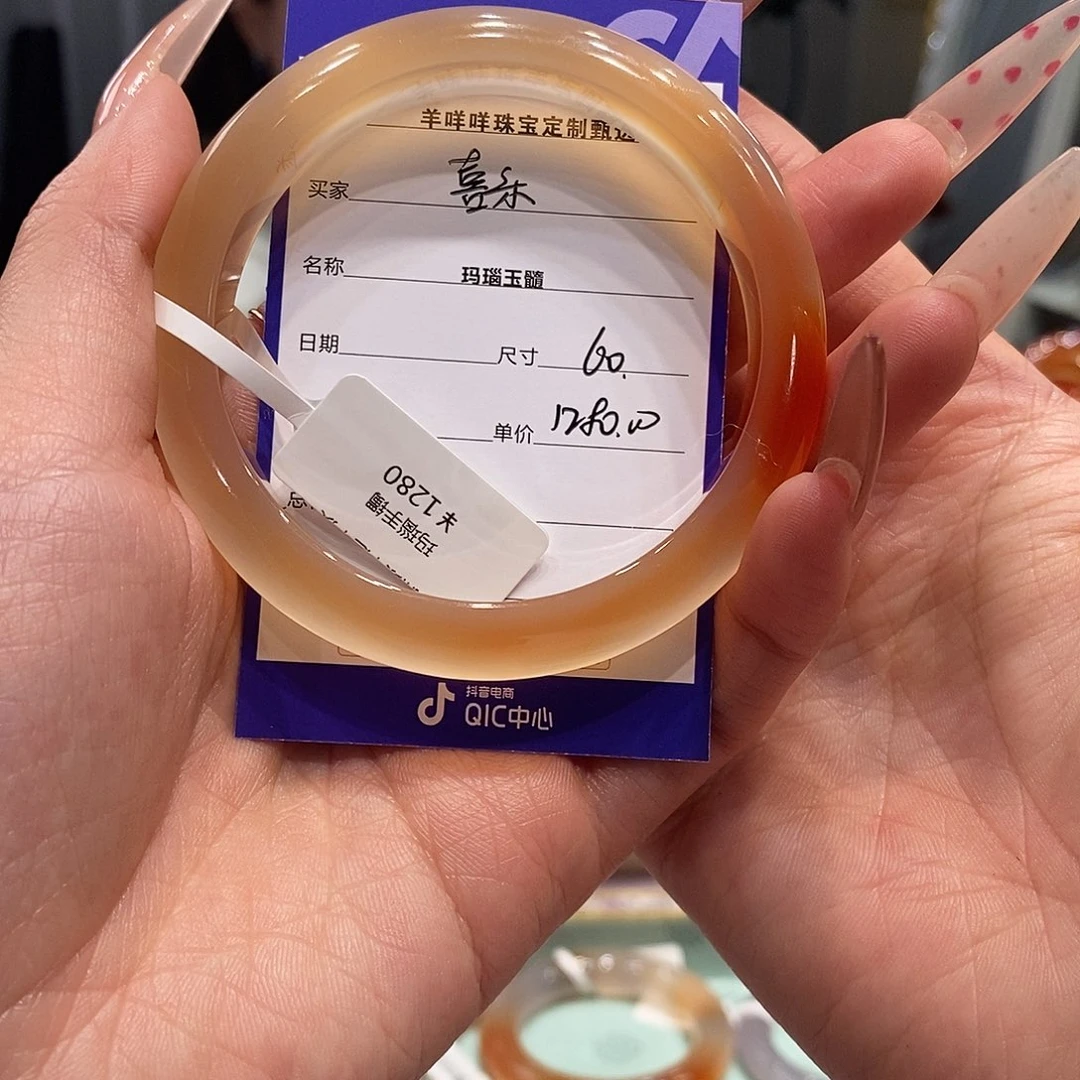 羊咩咩珠宝定制甄选
买家 喜乐
名称 玛瑙玉髓
日期 尺寸 60.
单价 1280.00
玛瑙手镯
¥1280
抖音电商
QIC中心